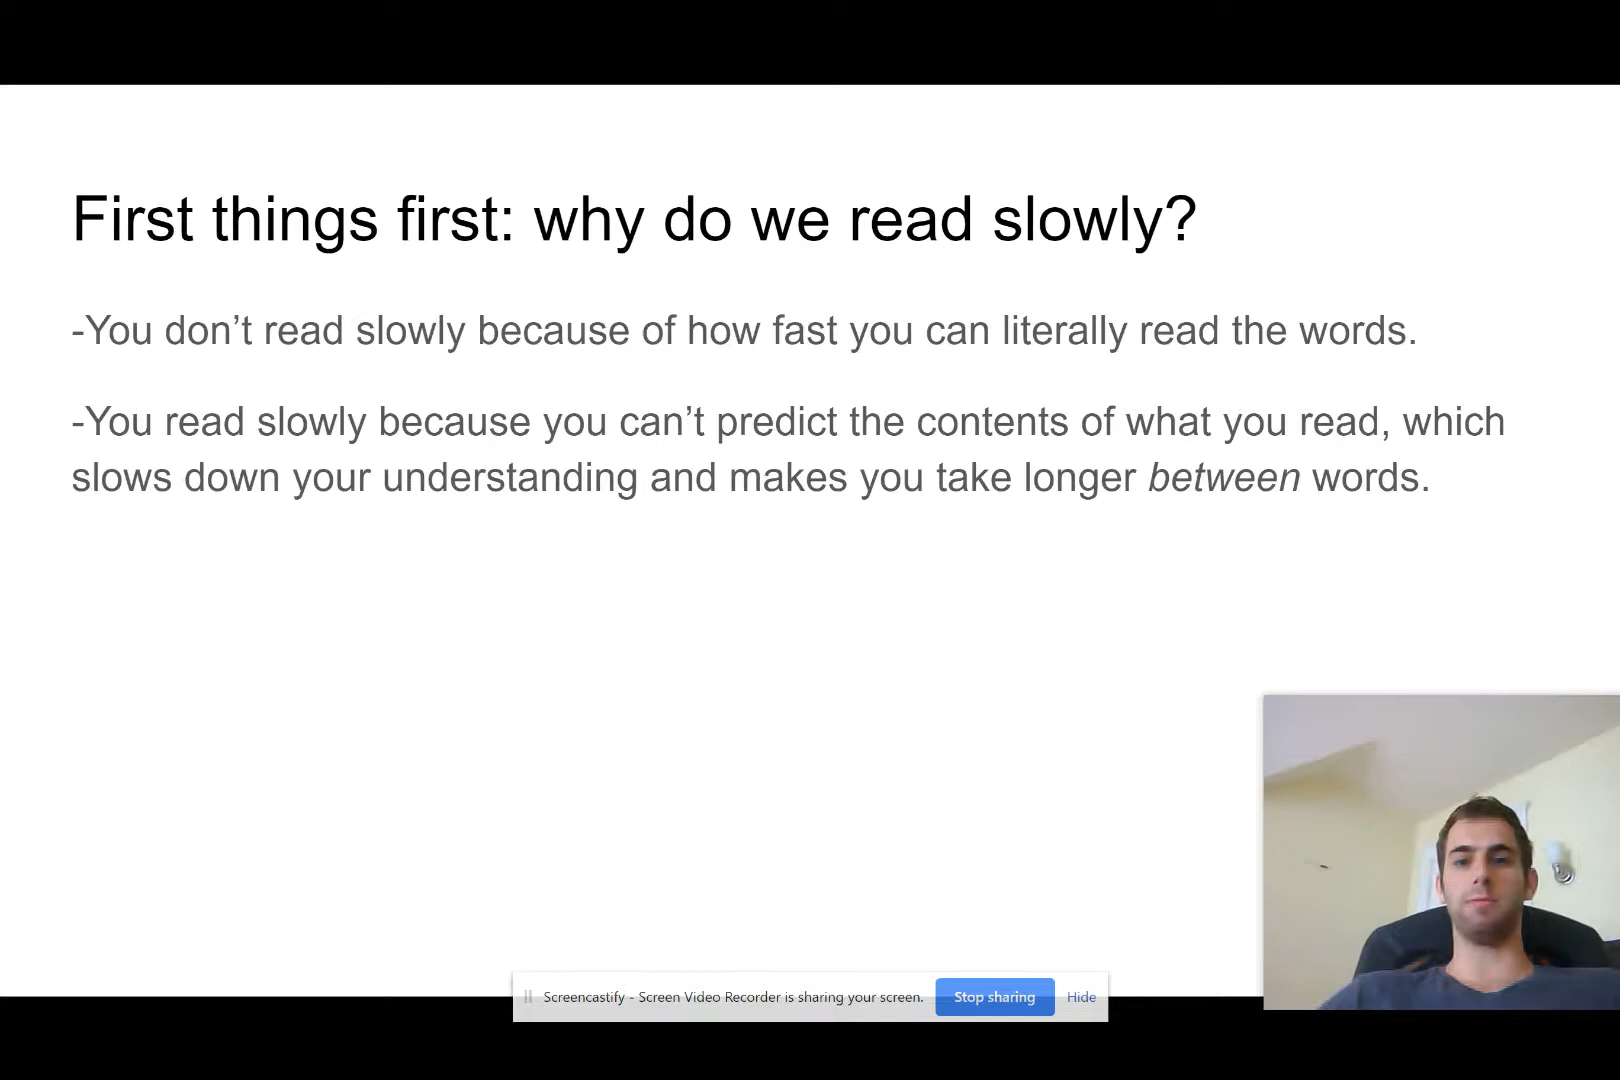 First things first: why do we read slowly?
-You don’t read slowly because of how fast you can literally read the words.
-You read slowly because you can’t predict the contents of what you read, which
slows down your understanding and makes you take longer between words.
Screencastify - Screen Video Recorder is sharing your screen. Stop sharing Hide